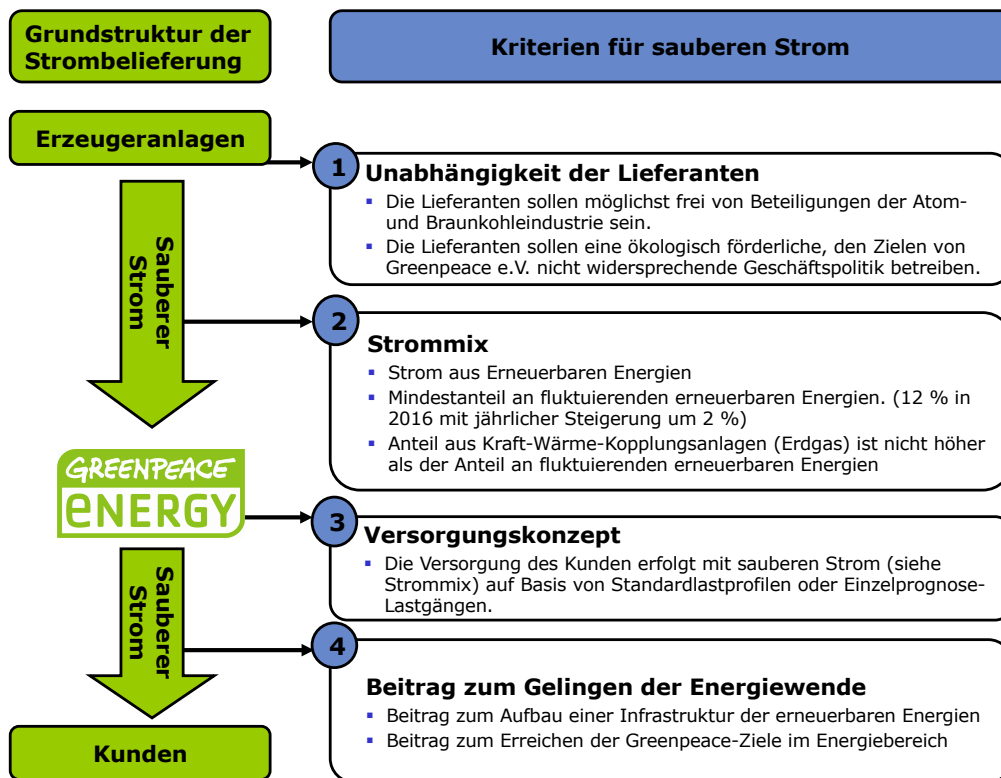 Grundstruktur der
Strombelieferung
Kriterien für sauberen Strom
Erzeugeranlagen
1
Unabhängigkeit der Lieferanten
▪ Die Lieferanten sollen möglichst frei von Beteiligungen der Atom-
und Braunkohleindustrie sein.
▪ Die Lieferanten sollen eine ökologisch förderliche, den Zielen von
Greenpeace e.V. nicht widersprechende Geschäftspolitik betreiben.
Sauberer
Strom
2
Strommix
▪ Strom aus Erneuerbaren Energien
▪ Mindestanteil an fluktuierenden erneuerbaren Energien. (12 % in
2016 mit jährlicher Steigerung um 2 %)
▪ Anteil aus Kraft-Wärme-Kopplungsanlagen (Erdgas) ist nicht höher
als der Anteil an fluktuierenden erneuerbaren Energien
GREENPEACE
eNERGY
3
Versorgungskonzept
▪ Die Versorgung des Kunden erfolgt mit sauberen Strom (siehe
Strommix) auf Basis von Standardlastprofilen oder Einzelprognose-
Lastgängen.
Sauberer
Strom
4
Beitrag zum Gelingen der Energiewende
▪ Beitrag zum Aufbau einer Infrastruktur der erneuerbaren Energien
▪ Beitrag zum Erreichen der Greenpeace-Ziele im Energiebereich
Kunden